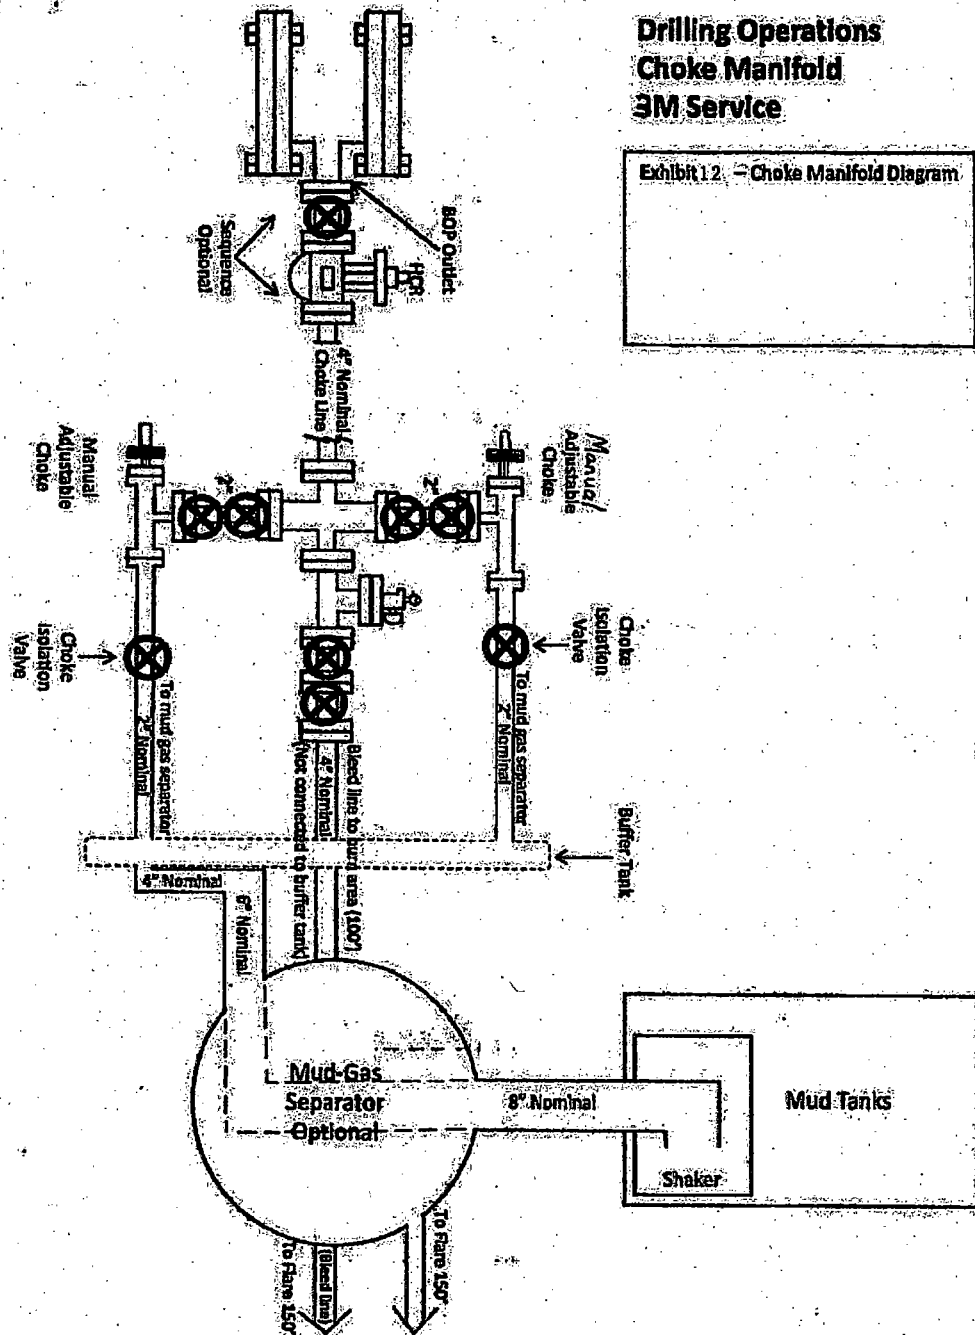 Drilling Operations
Choke Manifold
3M Service
Exhibit 12 – Choke Manifold Diagram
BOP Outlet
HCR
Sequence
Optional
4" Nominal
Choke Line
Manual
Adjustable
Choke
2"
2"
Manual
Adjustable
Choke
Choke
Isolation
Valve
Choke
Isolation
Valve
To mud gas separator
2" Nominal
Bleed line to burn area (100')
4" Nominal
(Not connected to buffer tank)
To mud gas separator
2" Nominal
Buffer Tank
4" Nominal
6" Nominal
Mud-Gas
Separator
Optional
8" Nominal
Mud Tanks
Shaker
To Flare 150'
(Bleed line)
To Flare 150'